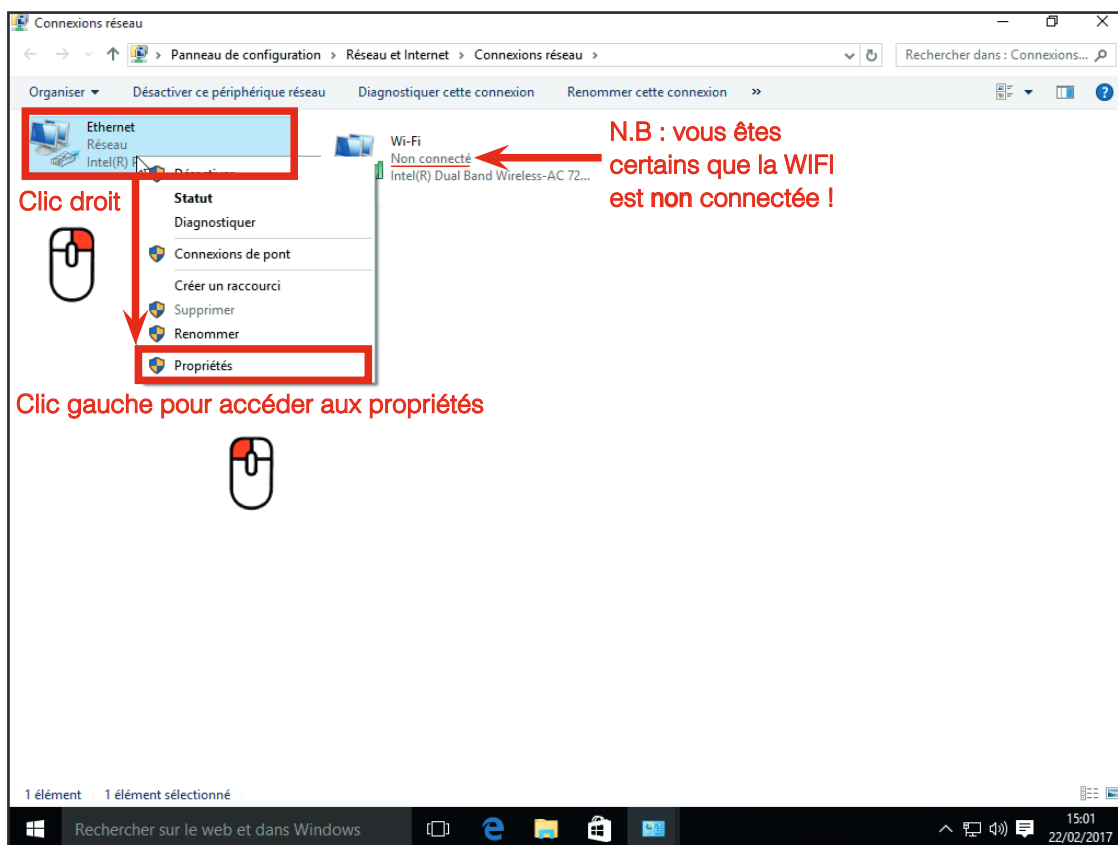 Connexions réseau
Panneau de configuration > Réseau et Internet > Connexions réseau >
Rechercher dans : Connexions...
Organiser Désactiver ce périphérique réseau Diagnostiquer cette connexion Renommer cette connexion »
Ethernet
Réseau
Intel(R)
Wi-Fi
Non connecté
Intel(R) Dual Band Wireless-AC 72...
N.B : vous êtes
certains que la WIFI
est non connectée !
Clic droit
Désactiver
Statut
Diagnostiquer
Connexions de pont
Créer un raccourci
Supprimer
Renommer
Propriétés
Clic gauche pour accéder aux propriétés
1 élément 1 élément sélectionné
Rechercher sur le web et dans Windows
15:01
22/02/2017